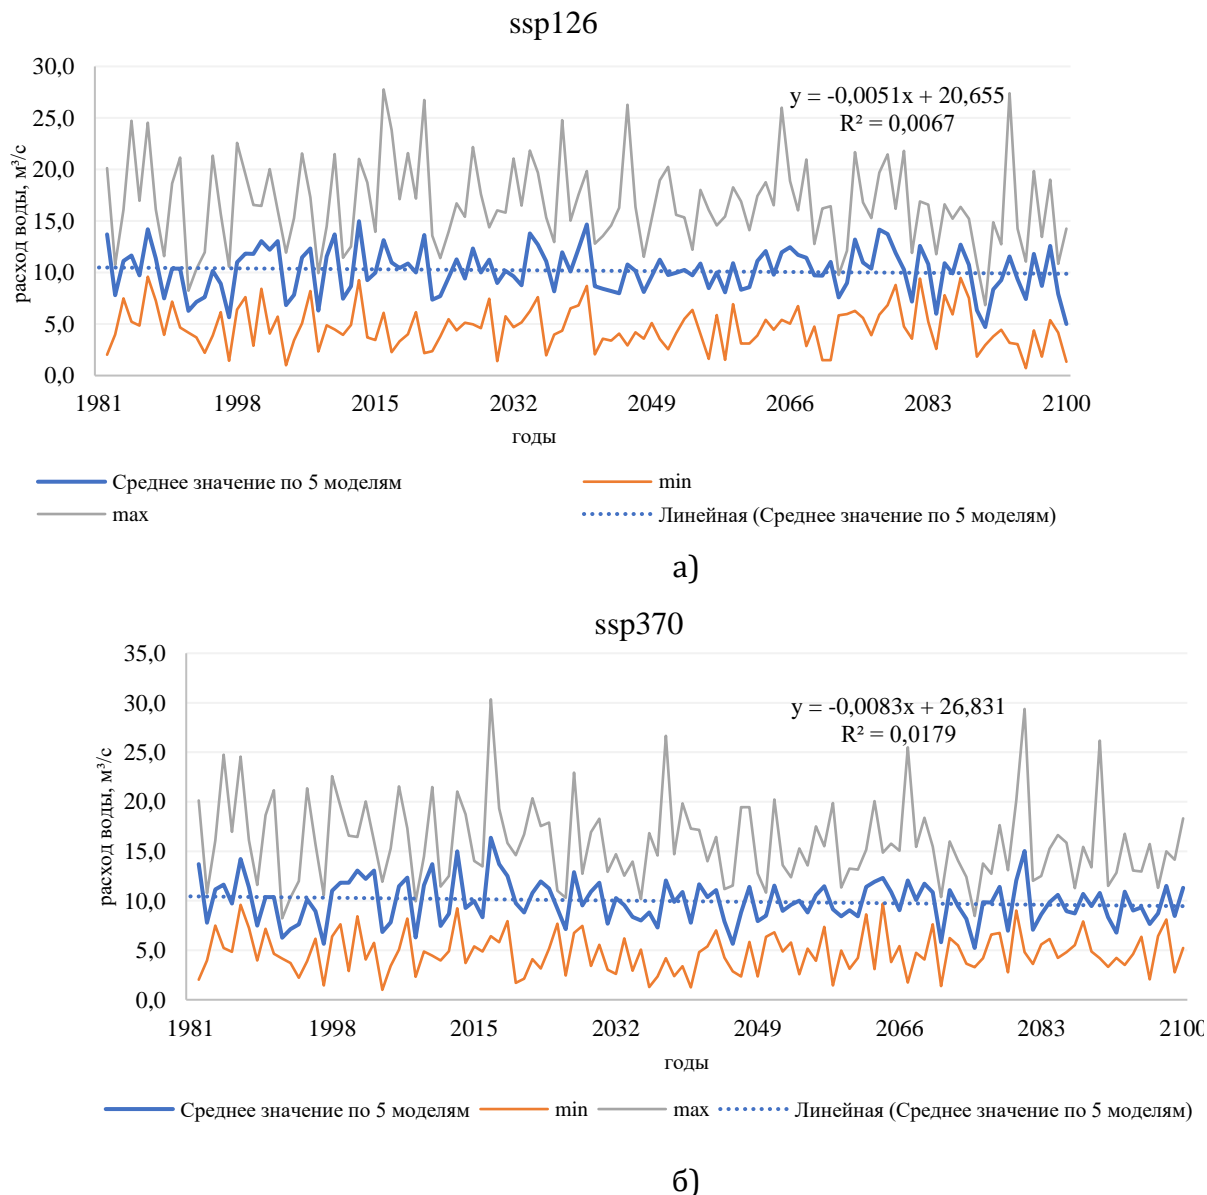 ssp126
30,0
25,0
20,0
15,0
10,0
5,0
0,0
расход воды, м³/с
y = -0,0051x + 20,655
R² = 0,0067
1981 1998 2015 2032 2049 2066 2083 2100
годы
Среднее значение по 5 моделям min
max Линейная (Среднее значение по 5 моделям)
а)
ssp370
35,0
30,0
25,0
20,0
15,0
10,0
5,0
0,0
расход воды, м³/с
y = -0,0083x + 26,831
R² = 0,0179
1981 1998 2015 2032 2049 2066 2083 2100
годы
Среднее значение по 5 моделям min max Линейная (Среднее значение по 5 моделям)
б)